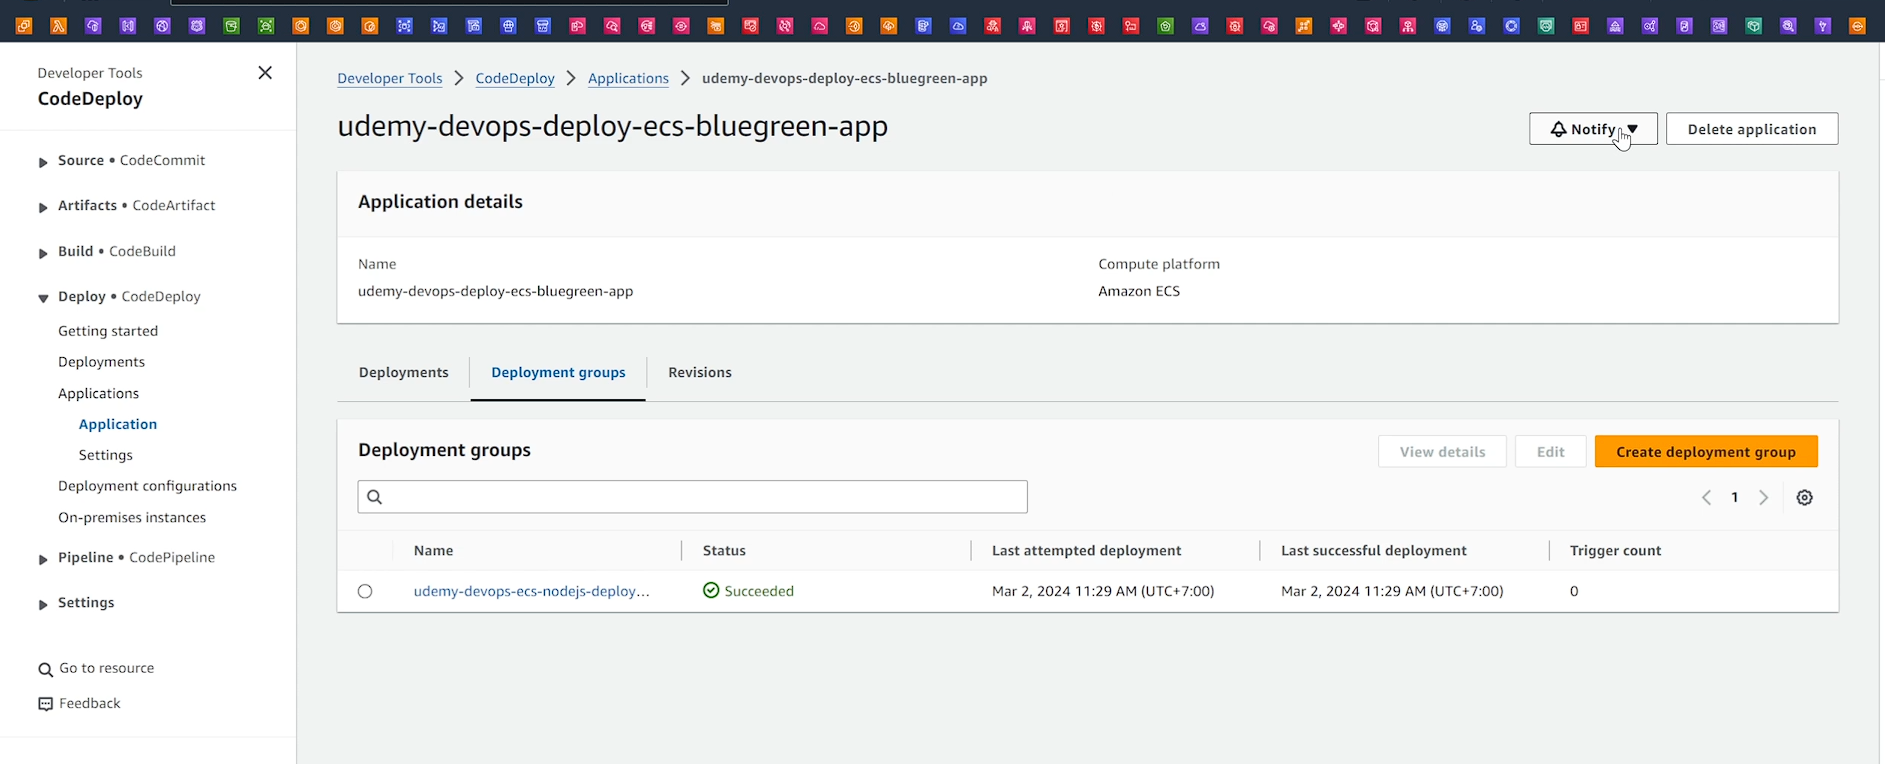 Developer Tools
CodeDeploy
Source • CodeCommit
Artifacts • CodeArtifact
Build • CodeBuild
Deploy • CodeDeploy
Getting started
Deployments
Applications
Application
Settings
Deployment configurations
On-premises instances
Pipeline • CodePipeline
Settings
Go to resource
Feedback
Developer Tools > CodeDeploy > Applications > udemy-devops-deploy-ecs-bluegreen-app
udemy-devops-deploy-ecs-bluegreen-app
Notify Delete application
Application details
Name Compute platform
udemy-devops-deploy-ecs-bluegreen-app Amazon ECS
Deployments Deployment groups Revisions
Deployment groups View details Edit Create deployment group
1
Name Status Last attempted deployment Last successful deployment Trigger count
udemy-devops-ecs-nodejs-deploy... Succeeded Mar 2, 2024 11:29 AM (UTC+7:00) Mar 2, 2024 11:29 AM (UTC+7:00) 0